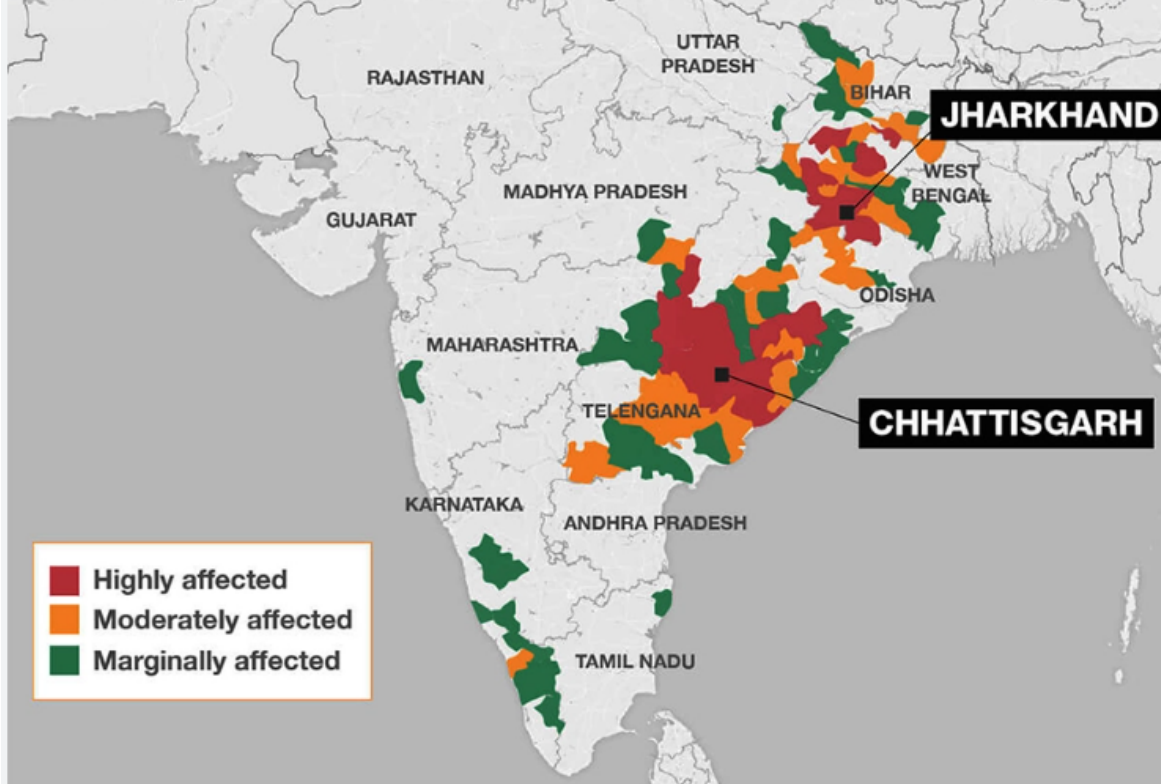 UTTAR
PRADESH
RAJASTHAN
BIHAR
JHARKHAND
WEST
BENGAL
MADHYA PRADESH
GUJARAT
ODISHA
MAHARASHTRA
TELENGANA
CHHATTISGARH
KARNATAKA
ANDHRA PRADESH
Highly affected
Moderately affected
Marginally affected
TAMIL NADU